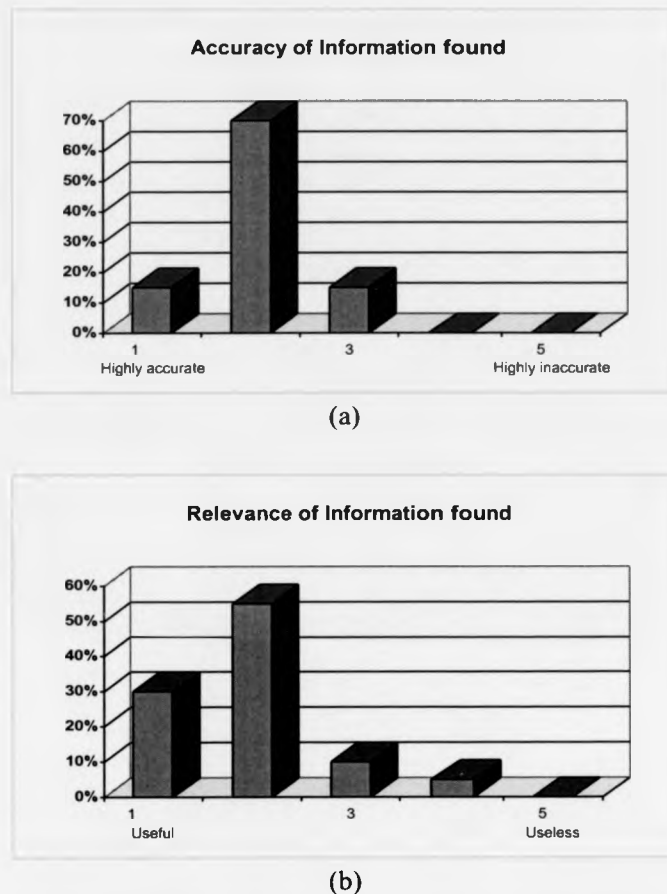 Accuracy of Information found
70%
60%
50%
40%
30%
20%
10%
0%
1 3 5
Highly accurate Highly inaccurate
(a)
Relevance of Information found
60%
50%
40%
30%
20%
10%
0%
1 3 5
Useful Useless
(b)